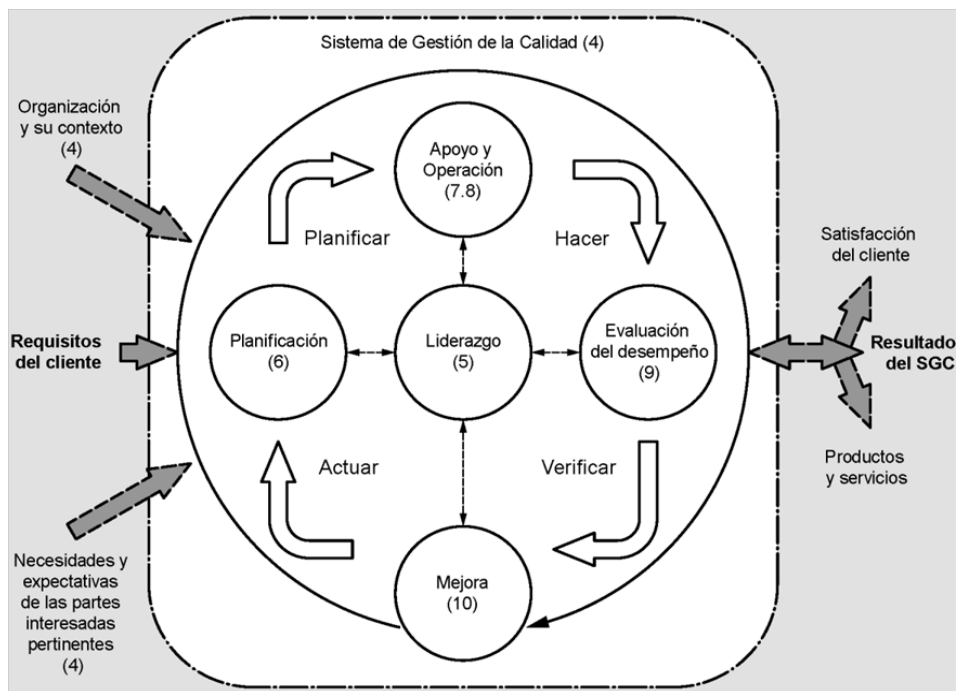 Sistema de Gestión de la Calidad (4)
Organización
y su contexto
(4)
Apoyo y
Operación
(7.8)
Planificar
Hacer
Satisfacción
del cliente
Requisitos
del cliente
Planificación
(6)
Liderazgo
(5)
Evaluación
del desempeño
(9)
Resultado
del SGC
Actuar
Verificar
Productos
y servicios
Necesidades y
expectativas
de las partes
interesadas
pertinentes
(4)
Mejora
(10)